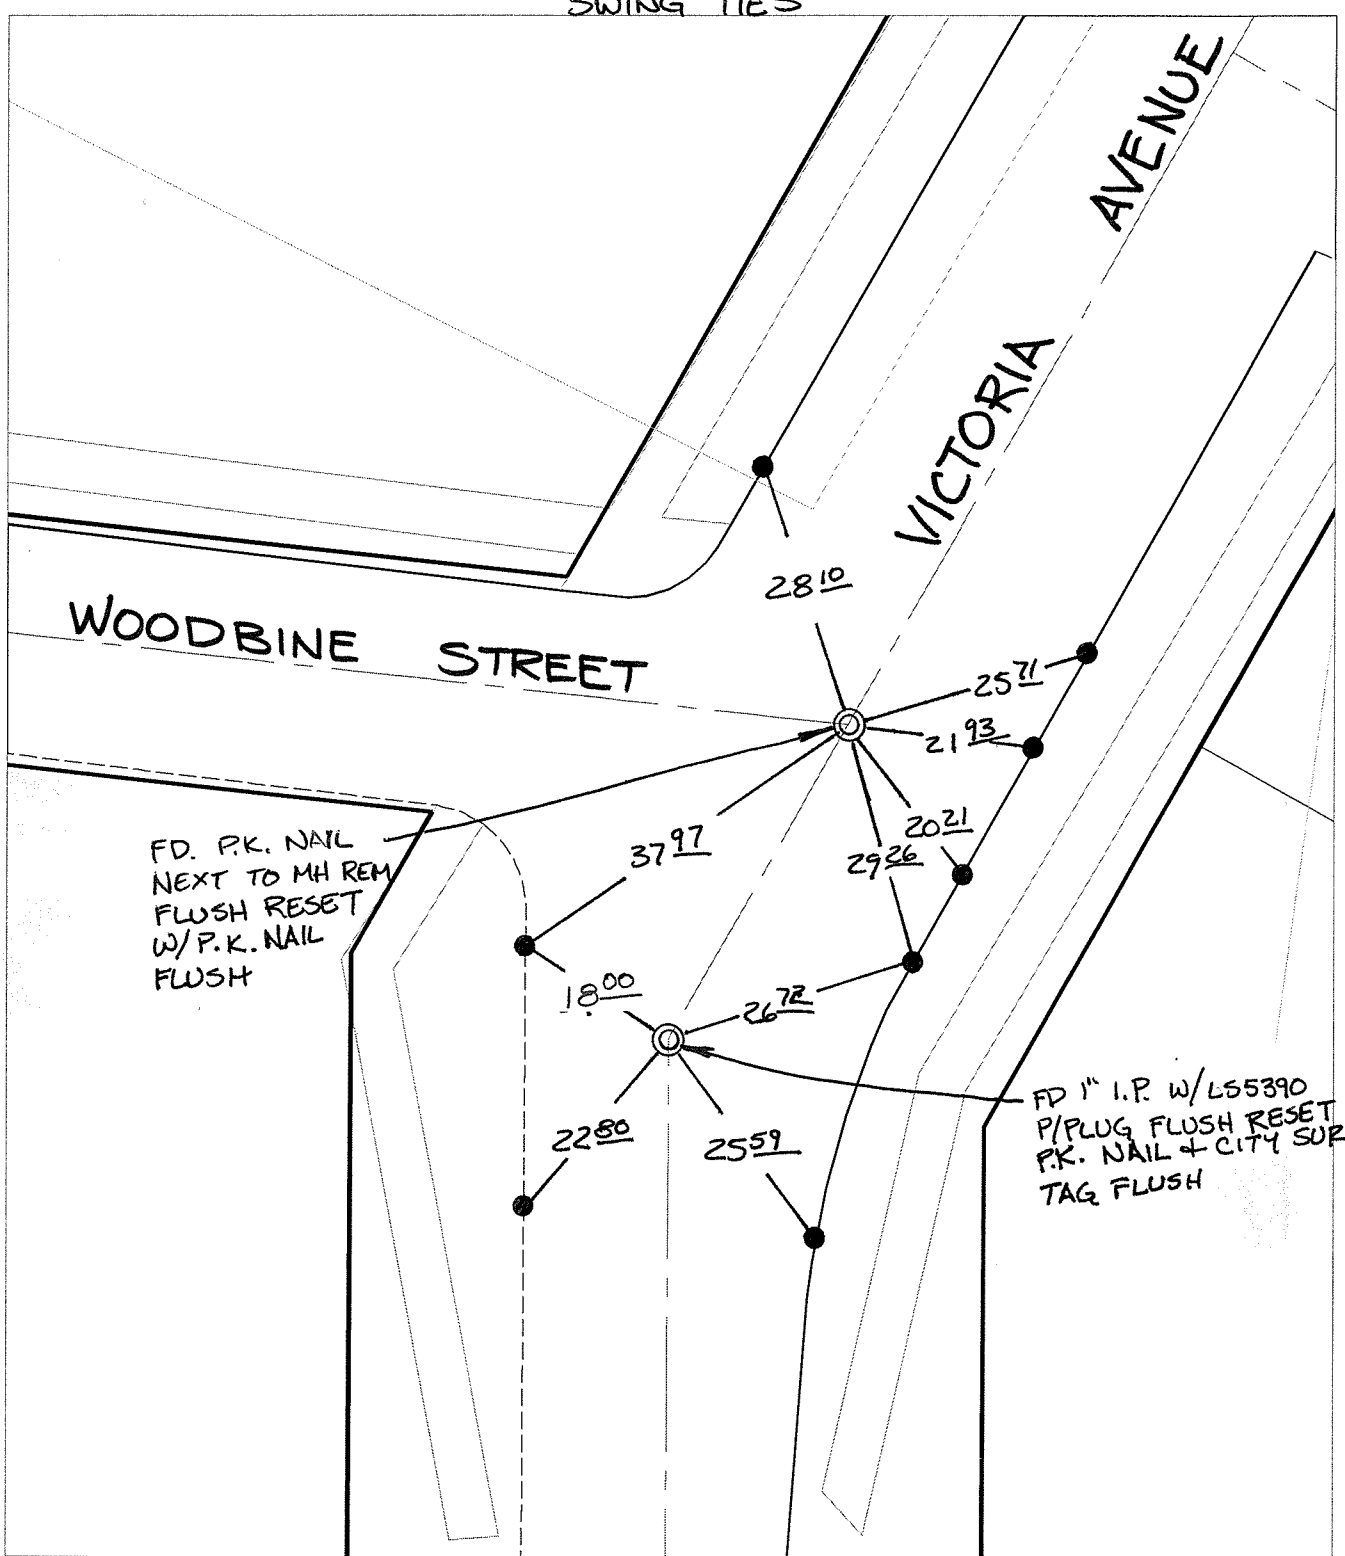 SWING TIES
VICTORIA AVENUE
WOODBINE STREET
28 10
25 71
21 93
20 21
29 26
37 97
18 00
26 72
22 80
25 59
FD. P.K. NAIL
NEXT TO MH REM
FLUSH RESET
W/P.K. NAIL
FLUSH
FD 1" I.P. W/LS5390
P/PLUG FLUSH RESET
P.K. NAIL & CITY SUR
TAG FLUSH